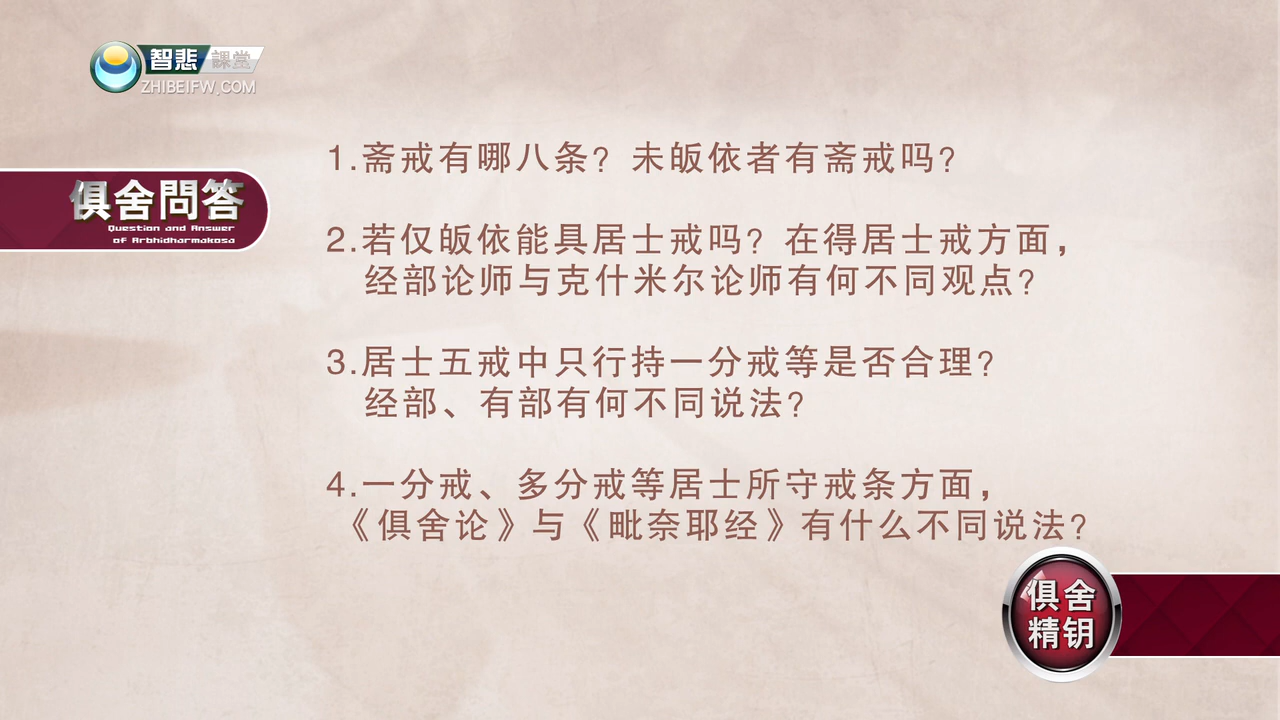 智悲 課堂
ZHIBEIFW.COM
俱舍問答
Question and Answer
of Arbhidharmakosa
1.斋戒有哪八条？未皈依者有斋戒吗？
2.若仅皈依能具居士戒吗？在得居士戒方面，
经部论师与克什米尔论师有何不同观点？
3.居士五戒中只行持一分戒等是否合理？
经部、有部有何不同说法？
4.一分戒、多分戒等居士所守戒条方面，
《俱舍论》与《毗奈耶经》有什么不同说法？
俱舍
精钥